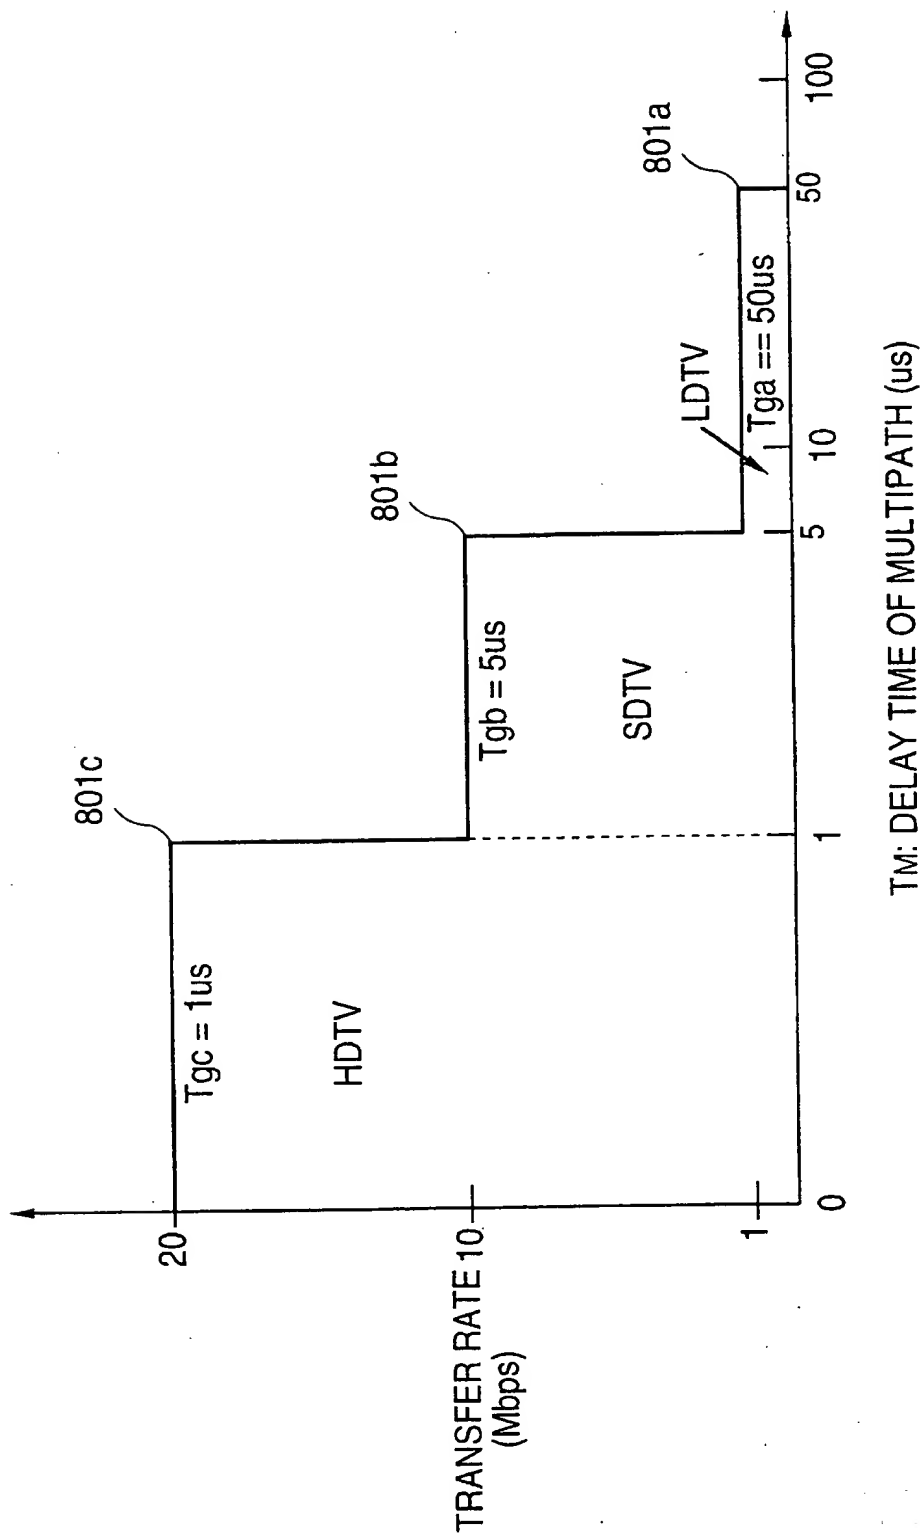 TRANSFER RATE
(Mbps)
20
10
1
0
1
5
10
50
100
801c
Tgc = 1us
HDTV
801b
Tgb = 5us
SDTV
801a
LDTV
Tga == 50us
TM: DELAY TIME OF MULTIPATH (us)